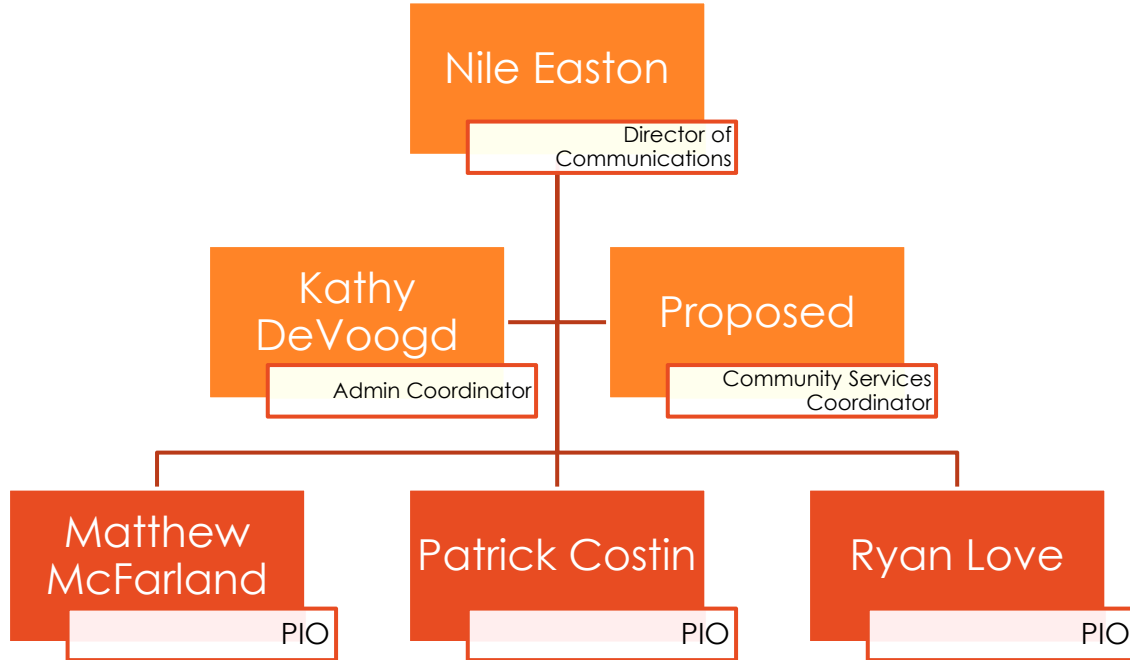 Nile Easton
Director of
Communications
Kathy
DeVoogd
Admin Coordinator
Proposed
Community Services
Coordinator
Matthew
McFarland
PIO
Patrick Costin
PIO
Ryan Love
PIO